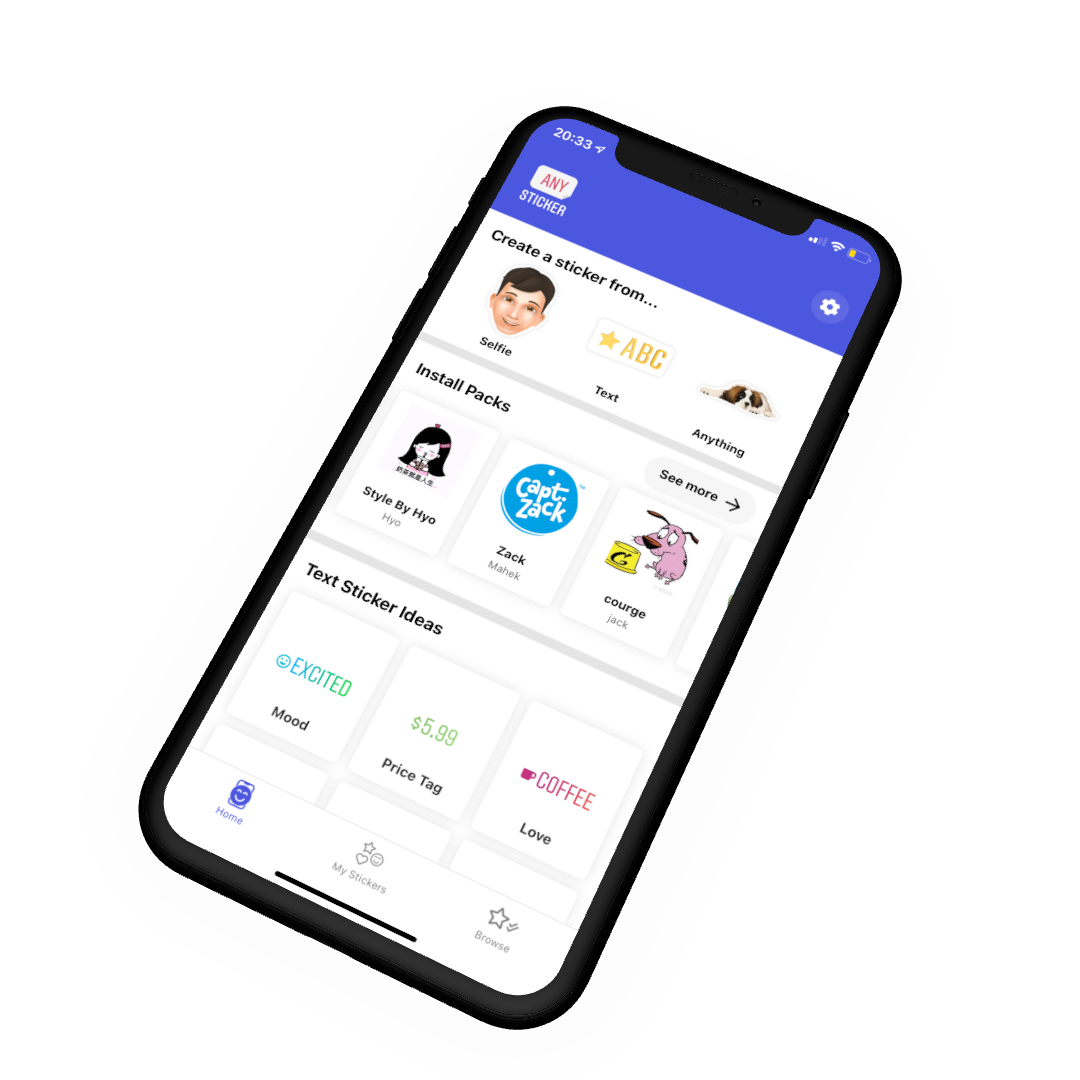 20:33
ANY
STICKER
Create a sticker from...
ABC
Selfie
Text
Anything
Install Packs
See more
奶茶就是人生..
Style By Hyo
Hyo
Capt.
Zack
TM
Zack
Mahek
courge
jack
Text Sticker Ideas
EXCITED
Mood
$5.99
Price Tag
COFFEE
Love
Home
My Stickers
Browse